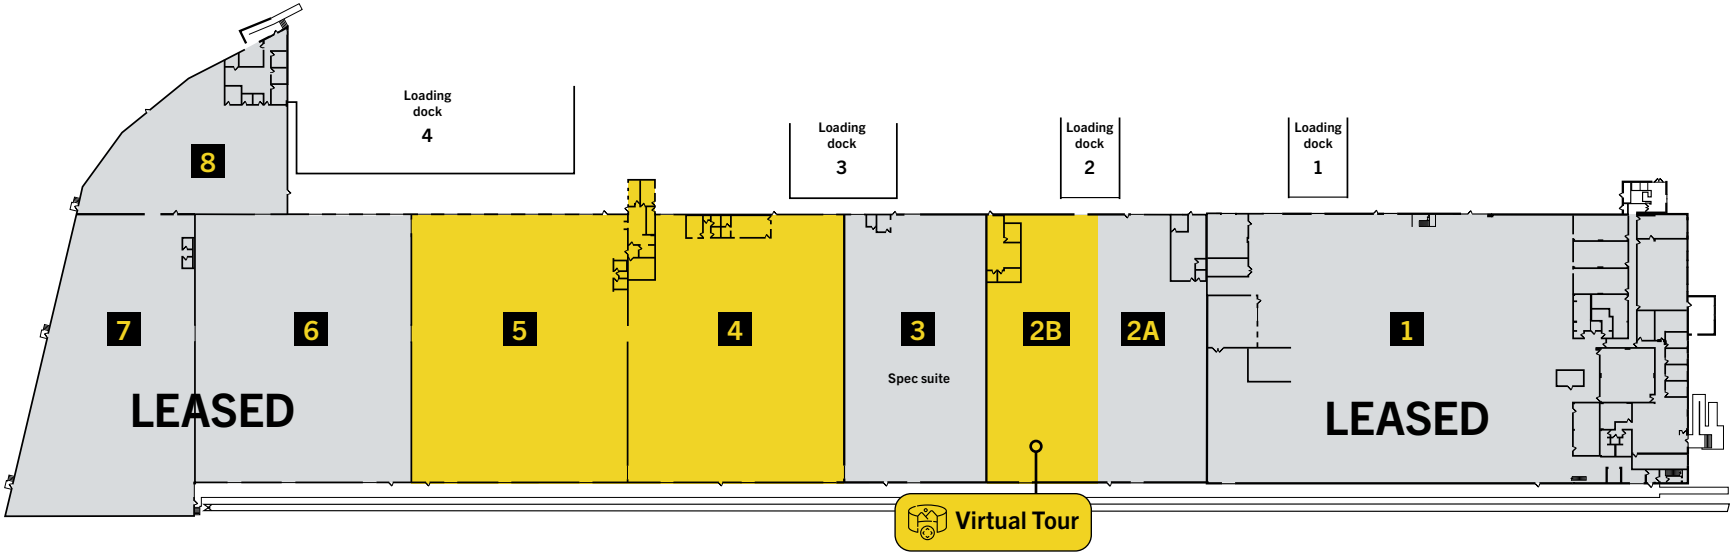 Loading
dock
4
Loading
dock
3
Loading
dock
2
Loading
dock
1
8
7
6
5
4
3
2B
2A
1
Spec suite
LEASED
LEASED
Virtual Tour